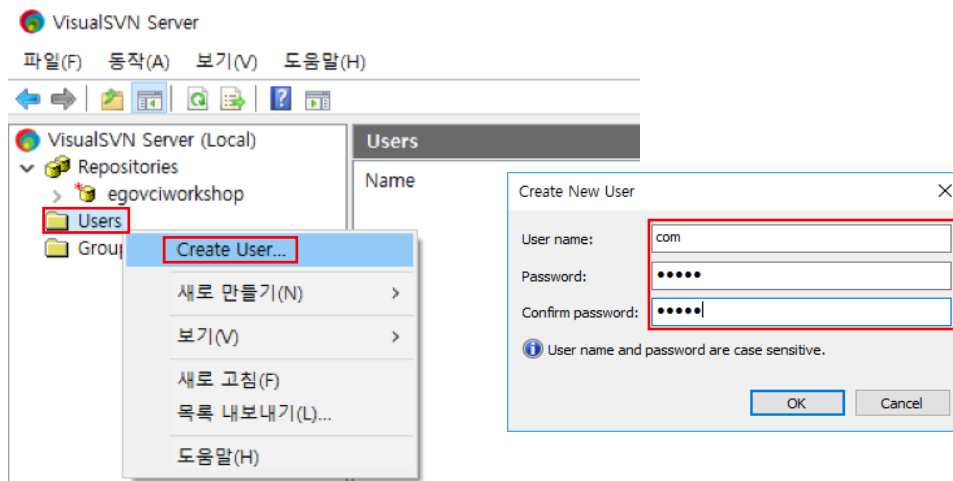 VisualSVN Server
파일(F) 동작(A) 보기(V) 도움말(H)
VisualSVN Server (Local)
Repositories
egovciworkshop
Users
Grou
Users
Name
Create User...
새로 만들기(N)
보기(V)
새로 고침(F)
목록 내보내기(L)...
도움말(H)
Create New User
User name: com
Password: •••••
Confirm password: •••••
User name and password are case sensitive.
OK Cancel